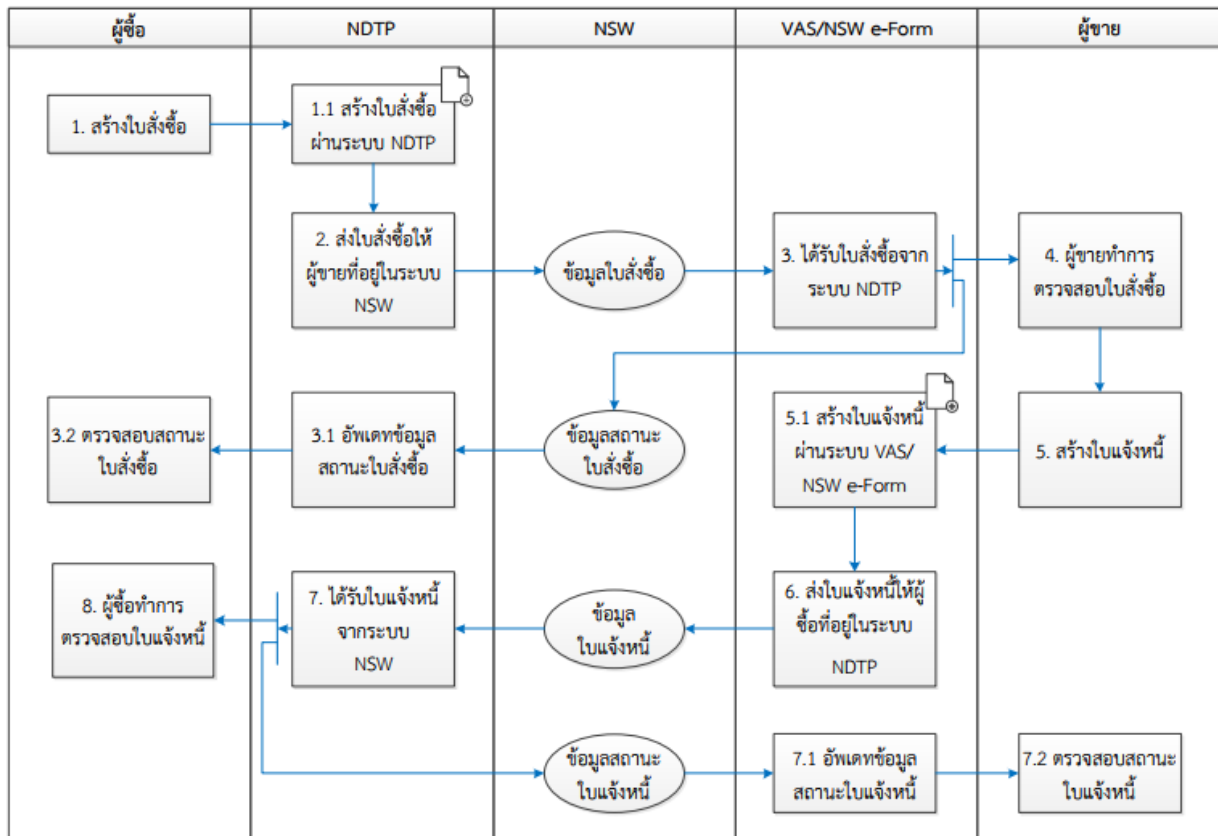 ผู้ซื้อ
NDTP
NSW
VAS/NSW e-Form
ผู้ขาย
1. สร้างใบสั่งซื้อ
1.1 สร้างใบสั่งซื้อ
ผ่านระบบ NDTP
2. ส่งใบสั่งซื้อให้
ผู้ขายที่อยู่ในระบบ
NSW
ข้อมูลใบสั่งซื้อ
3. ได้รับใบสั่งซื้อจาก
ระบบ NDTP
4. ผู้ขายทำการ
ตรวจสอบใบสั่งซื้อ
3.2 ตรวจสอบสถานะ
ใบสั่งซื้อ
3.1 อัพเดทข้อมูล
สถานะใบสั่งซื้อ
ข้อมูลสถานะ
ใบสั่งซื้อ
5.1 สร้างใบแจ้งหนี้
ผ่านระบบ VAS/
NSW e-Form
5. สร้างใบแจ้งหนี้
8. ผู้ซื้อทำการ
ตรวจสอบใบแจ้งหนี้
7. ได้รับใบแจ้งหนี้
จากระบบ
NSW
ข้อมูล
ใบแจ้งหนี้
6. ส่งใบแจ้งหนี้ให้ผู้
ซื้อที่อยู่ในระบบ
NDTP
ข้อมูลสถานะ
ใบแจ้งหนี้
7.1 อัพเดทข้อมูล
สถานะใบแจ้งหนี้
7.2 ตรวจสอบสถานะ
ใบแจ้งหนี้